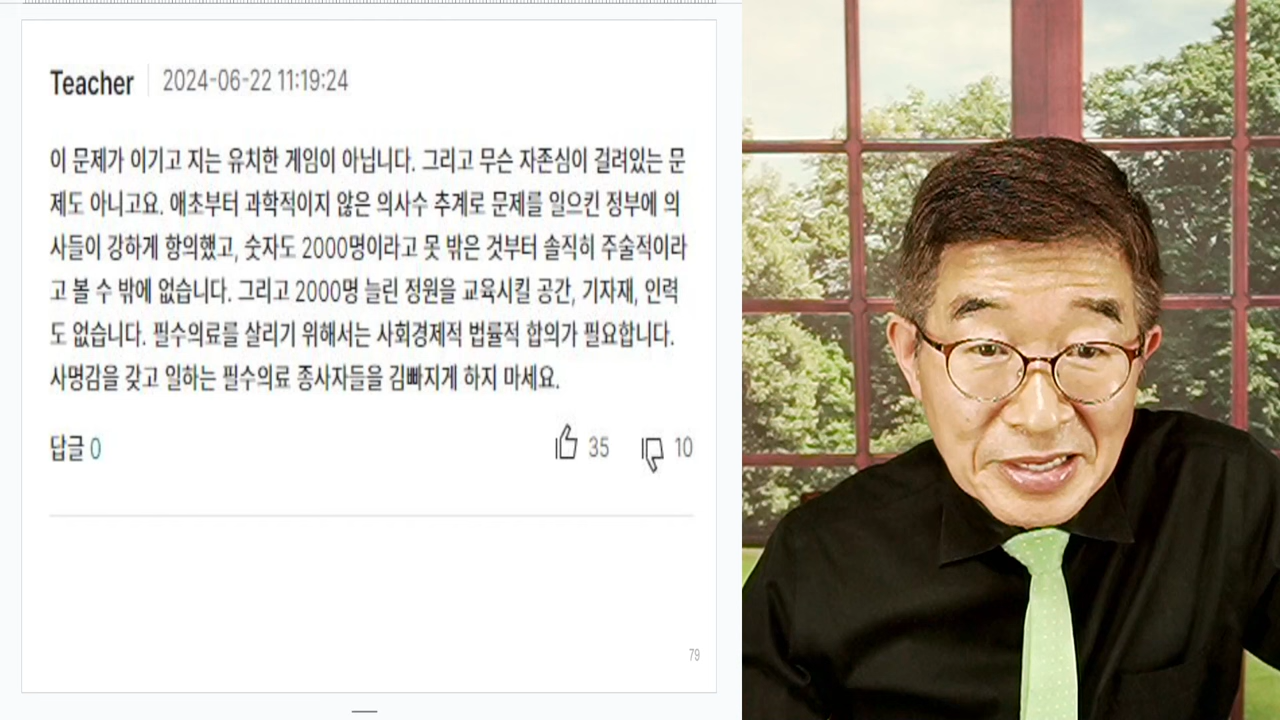 Teacher 2024-06-22 11:19:24
이 문제가 이기고 지는 유치한 게임이 아닙니다. 그리고 무슨 자존심이 걸려있는 문
제도 아니고요. 애초부터 과학적이지 않은 의사수 추계로 문제를 일으킨 정부에 의
사들이 강하게 항의했고, 숫자도 2000명이라고 못 밖은 것부터 솔직히 주술적이라
고 볼 수 밖에 없습니다. 그리고 2000명 늘린 정원을 교육시킬 공간, 기자재, 인력
도 없습니다. 필수의료를 살리기 위해서는 사회경제적 법률적 합의가 필요합니다.
사명감을 갖고 일하는 필수의료 종사자들을 김빠지게 하지 마세요.
답글 0 35 10
79